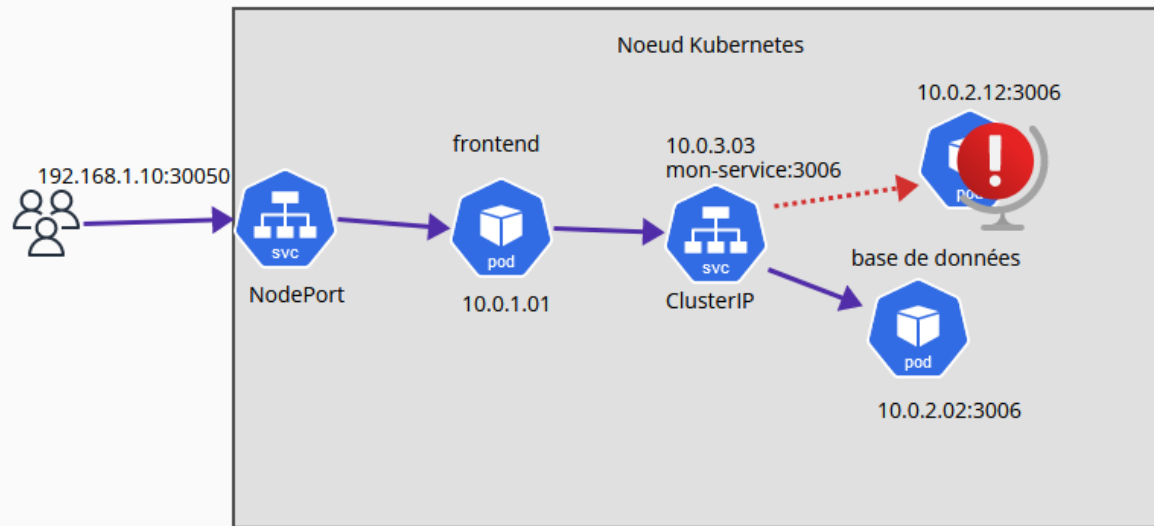 Noeud Kubernetes
10.0.2.12:3006
frontend
10.0.3.03
mon-service:3006
192.168.1.10:30050
pod
svc
pod
svc
base de données
NodePort
10.0.1.01
ClusterIP
pod
10.0.2.02:3006